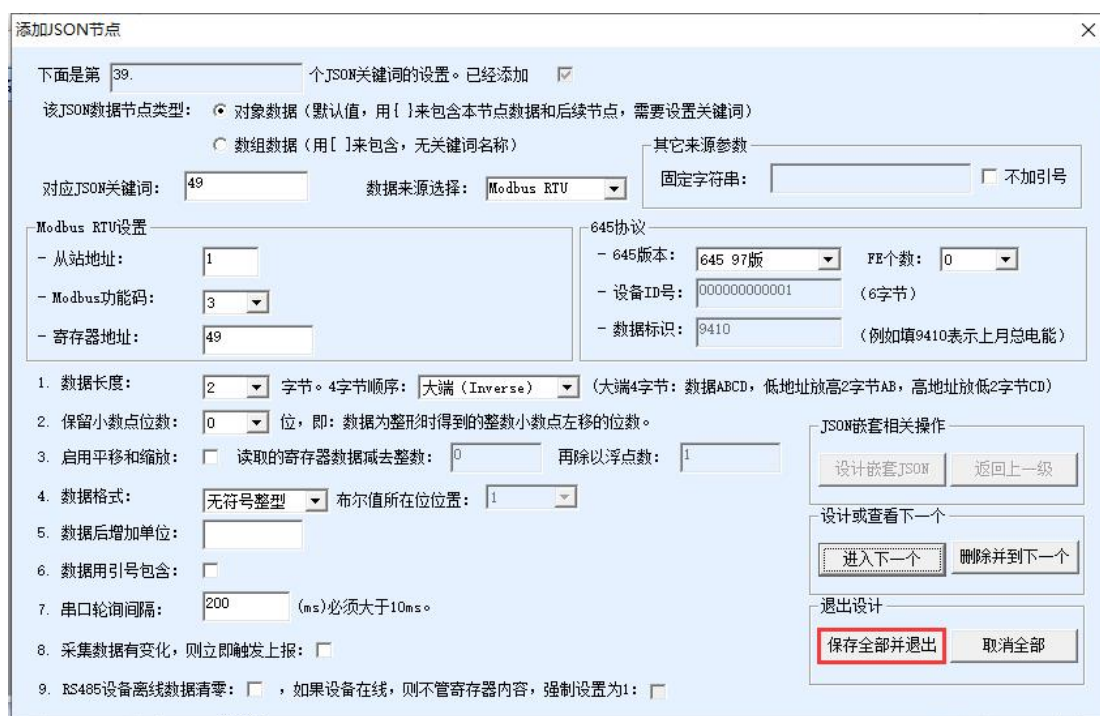 添加JSON节点
下面是第 39. 个JSON关键词的设置。已经添加
该JSON数据节点类型： 对象数据（默认值，用{ }来包含本节点数据和后续节点，需要设置关键词）
数组数据（用[ ]来包含，无关键词名称）
其它来源参数
对应JSON关键词： 49 数据来源选择： Modbus RTU 固定字符串： 不加引号
Modbus RTU设置
645协议
- 从站地址： 1
- 645版本： 645 97版 FE个数： 0
- Modbus功能码： 3
- 设备ID号： 000000000001 （6字节）
- 寄存器地址： 49
- 数据标识： 9410 （例如填9410表示上月总电能）
1. 数据长度： 2 字节。4字节顺序： 大端（Inverse） （大端4字节：数据ABCD，低地址放高2字节AB，高地址放低2字节CD）
2. 保留小数点位数： 0 位，即：数据为整形时得到的整数小数点左移的位数。
JSON嵌套相关操作
3. 启用平移和缩放： 读取的寄存器数据减去整数： 0 再除以浮点数： 1
设计嵌套JSON 返回上一级
4. 数据格式： 无符号整型 布尔值所在位位置： 1
设计或查看下一个
5. 数据后增加单位：
进入下一个 删除并到下一个
6. 数据用引号包含：
7. 串口轮询间隔： 200 (ms)必须大于10ms。
退出设计
保存全部并退出 取消全部
8. 采集数据有变化，则立即触发上报：
9. RS485设备离线数据清零： ，如果设备在线，则不管寄存器内容，强制设置为1：